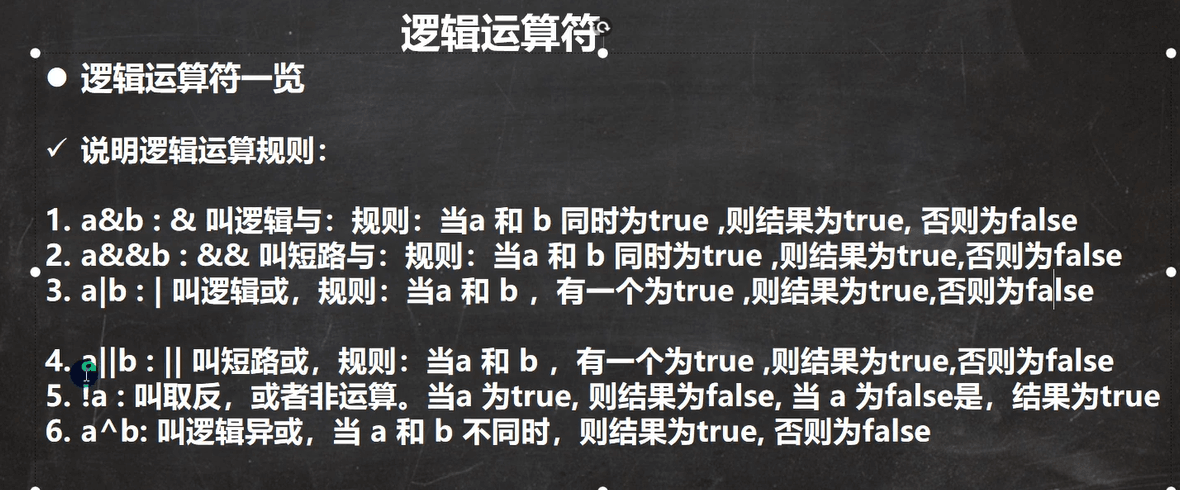 逻辑运算符
● 逻辑运算符一览
✓ 说明逻辑运算规则：
1. a&b : & 叫逻辑与：规则：当a 和 b 同时为true ,则结果为true, 否则为false
2. a&&b : && 叫短路与：规则：当a 和 b 同时为true ,则结果为true,否则为false
3. a|b : | 叫逻辑或，规则：当a 和 b ，有一个为true ,则结果为true,否则为false
4. a||b : || 叫短路或，规则：当a 和 b ，有一个为true ,则结果为true,否则为false
5. !a : 叫取反，或者非运算。当a 为true, 则结果为false, 当 a 为false是，结果为true
6. a^b: 叫逻辑异或，当 a 和 b 不同时，则结果为true, 否则为false